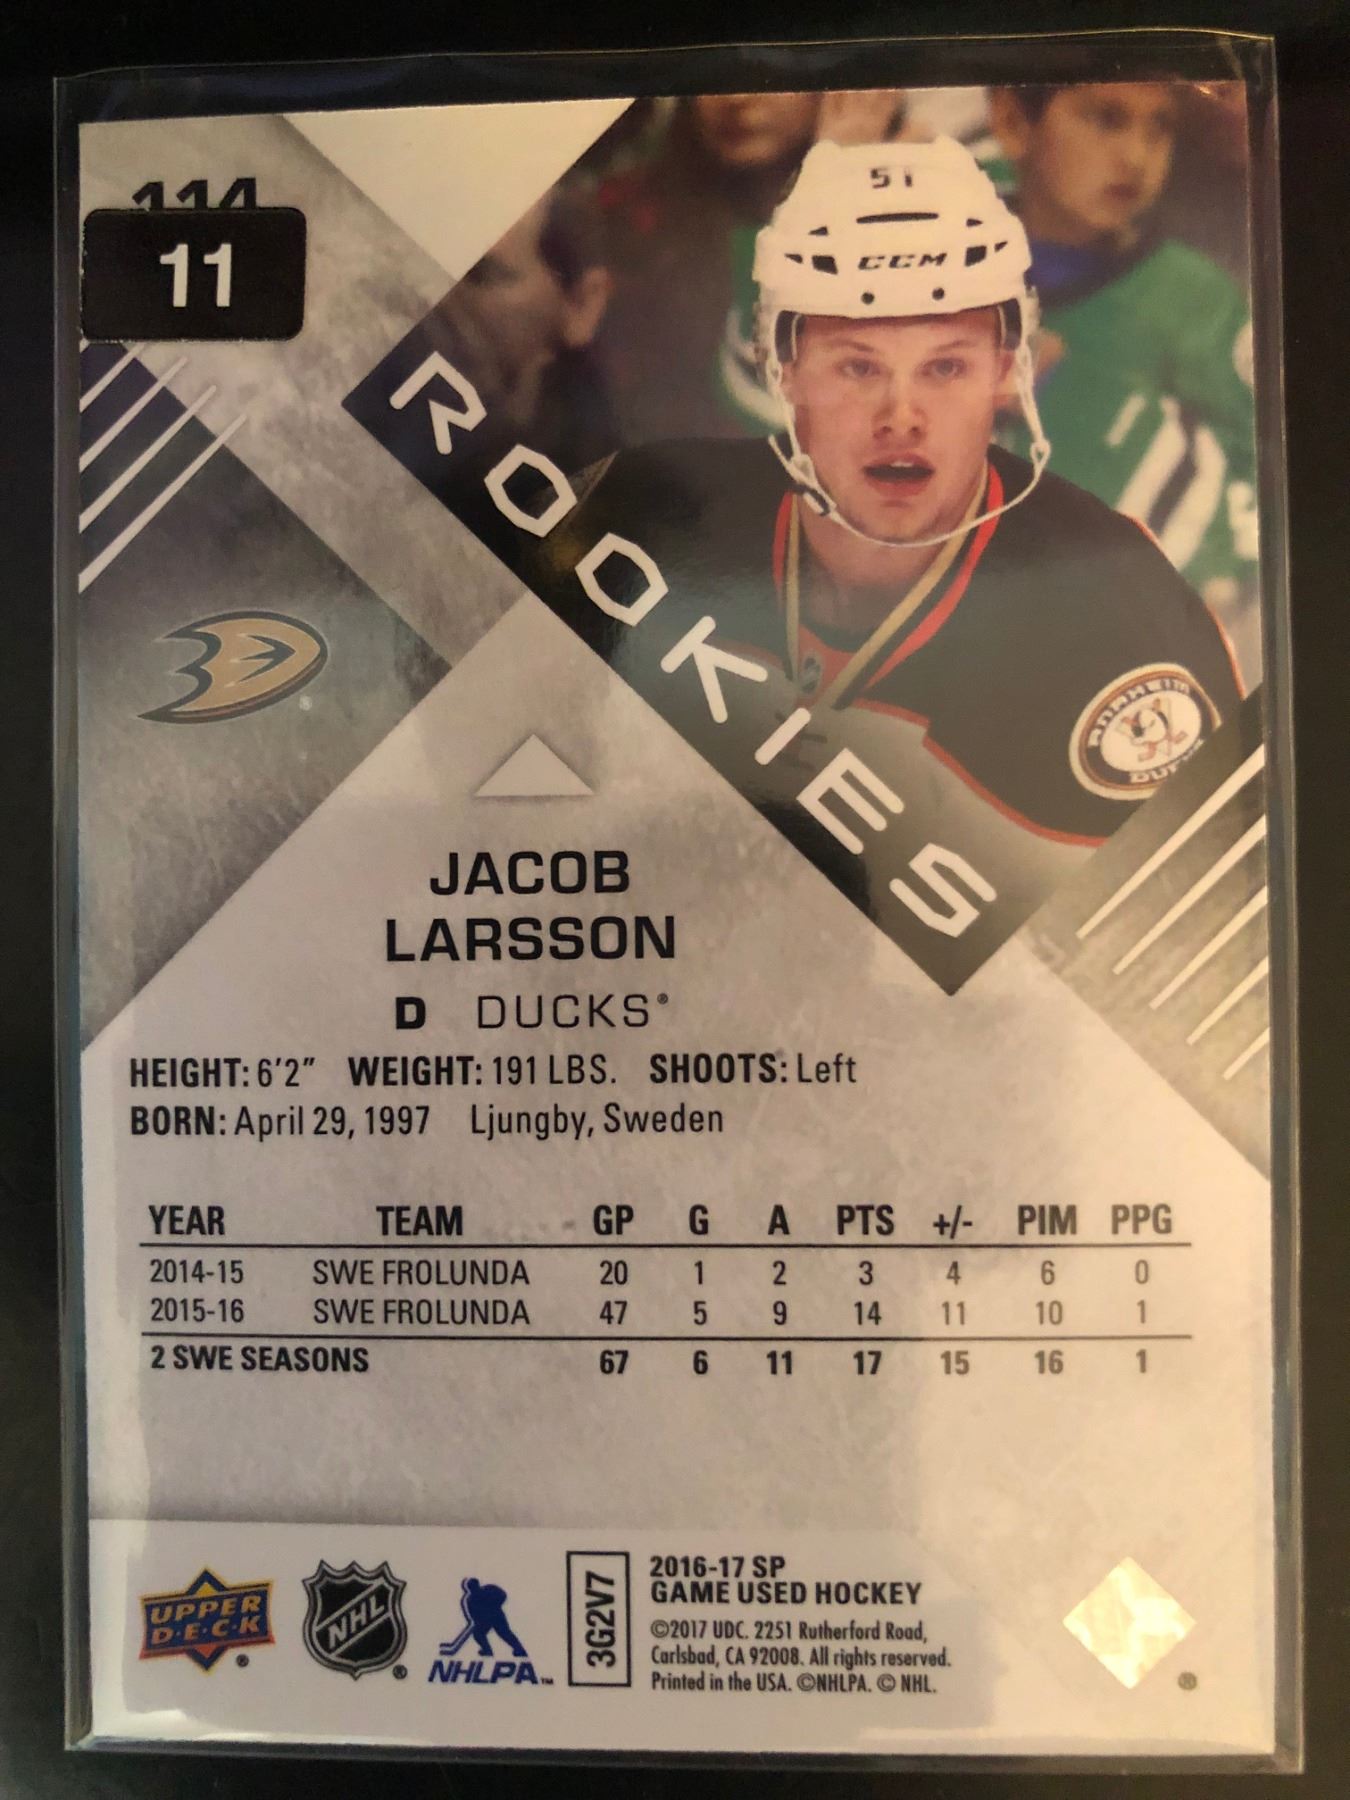 114
11
51
CCM
ROOKIES
ANAHEIM
DUCKS
JACOB
LARSSON
D DUCKS®
HEIGHT: 6'2" WEIGHT: 191 LBS. SHOOTS: Left
BORN: April 29, 1997 Ljungby, Sweden
YEAR TEAM GP G A PTS +/- PIM PPG
2014-15 SWE FROLUNDA 20 1 2 3 4 6 0
2015-16 SWE FROLUNDA 47 5 9 14 11 10 1
2 SWE SEASONS 67 6 11 17 15 16 1
UPPER
D·E·C·K
®
NHL
®
NHLPA™
3G2V7
2016-17 SP
GAME USED HOCKEY
©2017 UDC. 2251 Rutherford Road,
Carlsbad, CA 92008. All rights reserved.
Printed in the USA. ©NHLPA. © NHL.
®